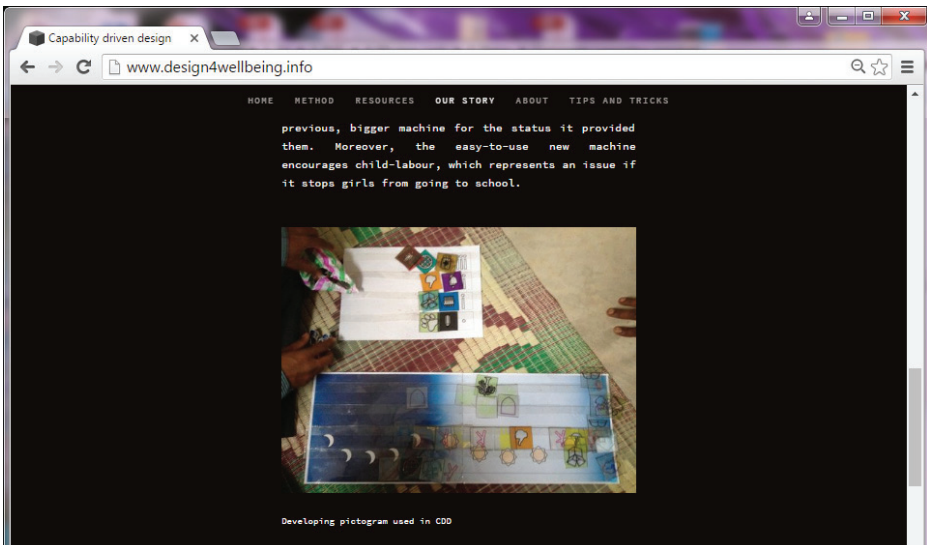 Capability driven design
www.design4wellbeing.info
HOME METHOD RESOURCES OUR STORY ABOUT TIPS AND TRICKS
previous, bigger machine for the status it provided
them. Moreover, the easy-to-use new machine
encourages child-labour, which represents an issue if
it stops girls from going to school.
Developing pictogram used in CDD